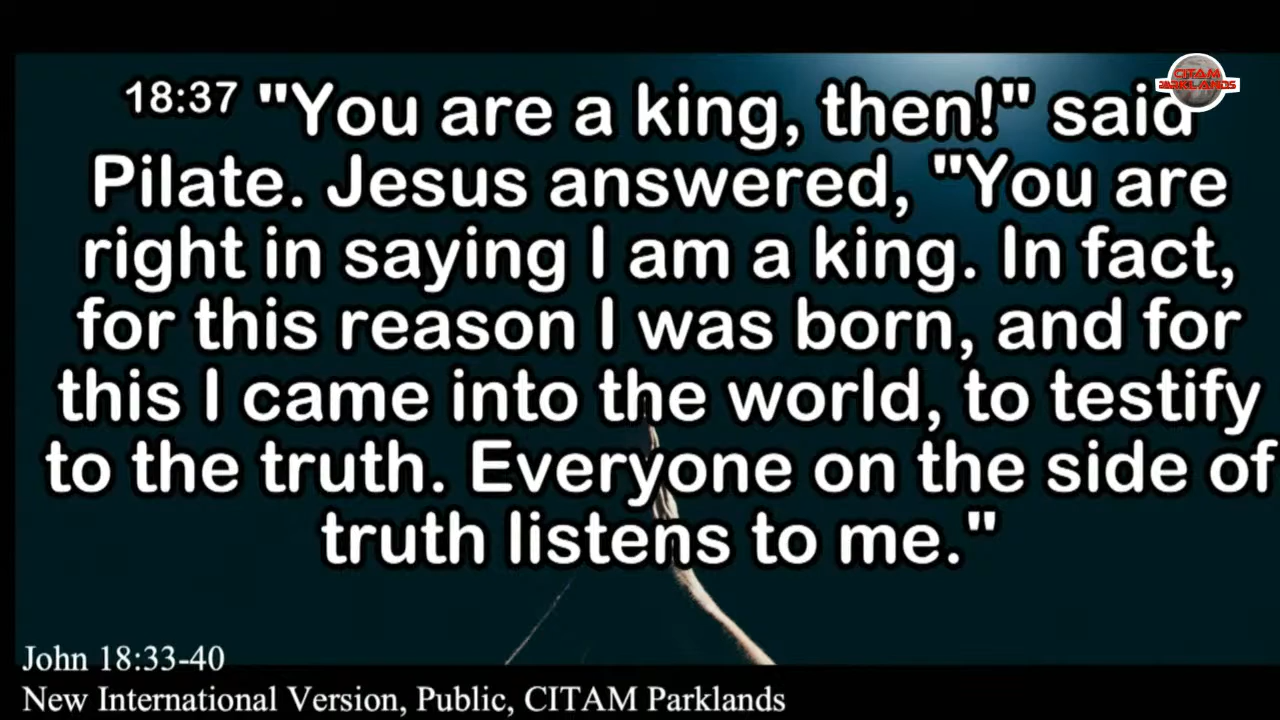 CITAM
PARKLANDS
18:37 "You are a king, then!" said
Pilate. Jesus answered, "You are
right in saying I am a king. In fact,
for this reason I was born, and for
this I came into the world, to testify
to the truth. Everyone on the side of
truth listens to me."
John 18:33-40
New International Version, Public, CITAM Parklands